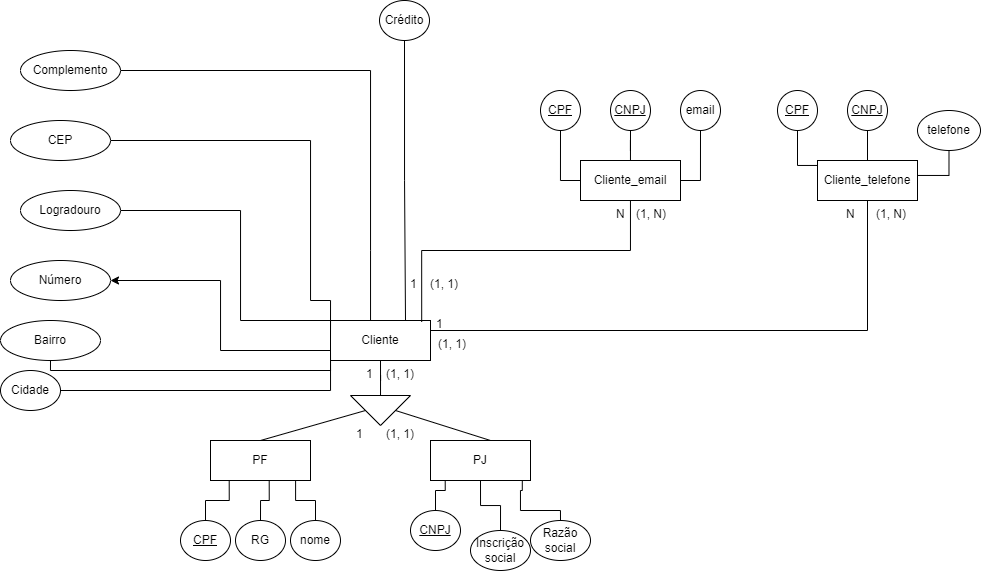 Crédito
Complemento
CEP
Logradouro
Número
Bairro
Cidade
CPF
CNPJ
email
Cliente_email
N (1, N)
CPF
CNPJ
telefone
Cliente_telefone
N (1, N)
1 (1, 1)
1
(1, 1)
Cliente
1 (1, 1)
1 (1, 1)
PF
PJ
CPF
RG
nome
CNPJ
Inscrição
social
Razão
social